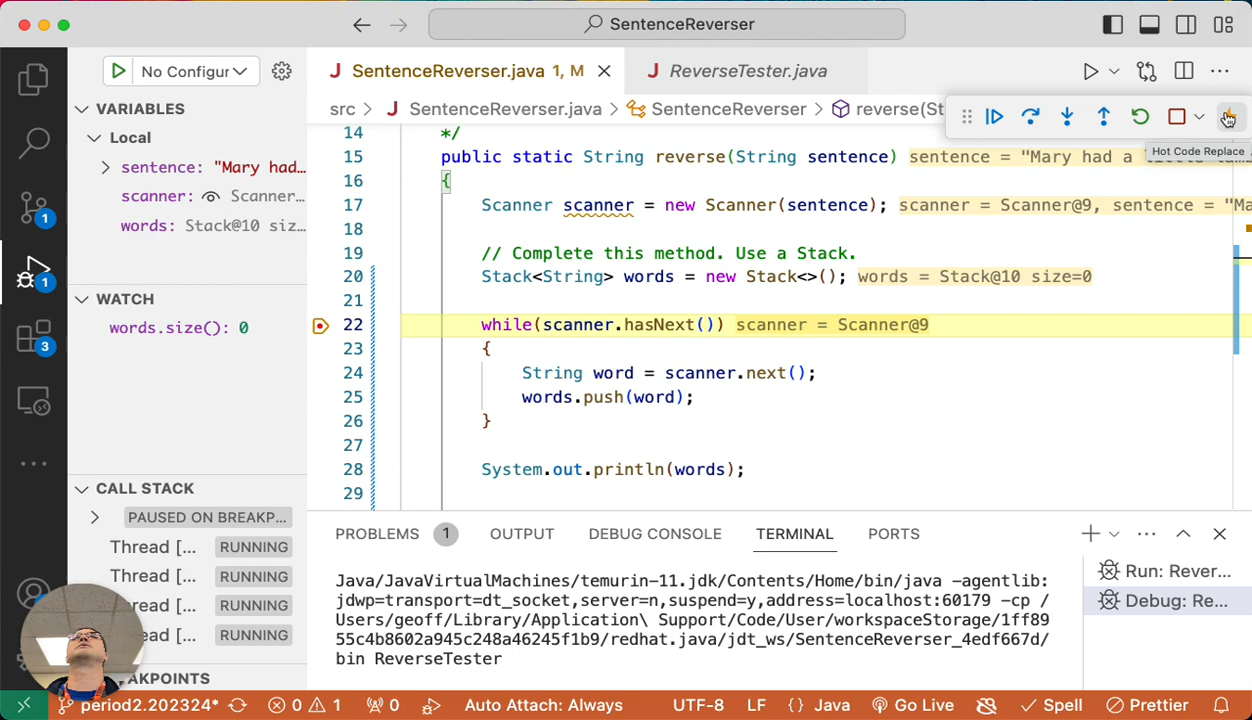 SentenceReverser
No Configur
J SentenceReverser.java 1, M
J ReverseTester.java
VARIABLES
Local
sentence: "Mary had…
scanner: Scanner…
words: Stack@10 siz…
src > J SentenceReverser.java > SentenceReverser > reverse(St
Hot Code Replace
14 */
15 public static String reverse(String sentence) sentence = "Mary had a little lamb
16 {
17 Scanner scanner = new Scanner(sentence); scanner = Scanner@9, sentence = "Ma
18
19 // Complete this method. Use a Stack.
20 Stack<String> words = new Stack<>(); words = Stack@10 size=0
21
22 while(scanner.hasNext()) scanner = Scanner@9
23 {
24 String word = scanner.next();
25 words.push(word);
26 }
27
28 System.out.println(words);
29
1
1
3
WATCH
words.size(): 0
CALL STACK
PAUSED ON BREAKP…
Thread [… RUNNING
Thread [… RUNNING
ead [… RUNNING
ead [… RUNNING
AKPOINTS
PROBLEMS 1 OUTPUT DEBUG CONSOLE TERMINAL PORTS
Java/JavaVirtualMachines/temurin-11.jdk/Contents/Home/bin/java -agentlib:
jdwp=transport=dt_socket,server=n,suspend=y,address=localhost:60179 -cp /
Users/geoff/Library/Application\ Support/Code/User/workspaceStorage/1ff89
55c4b8602a945c248a46245f1b9/redhat.java/jdt_ws/SentenceReverser_4edf667d/
bin ReverseTester
Run: Rever…
Debug: Re…
period2.202324* 0 1 0 Auto Attach: Always UTF-8 LF {} Java Go Live Spell Prettier